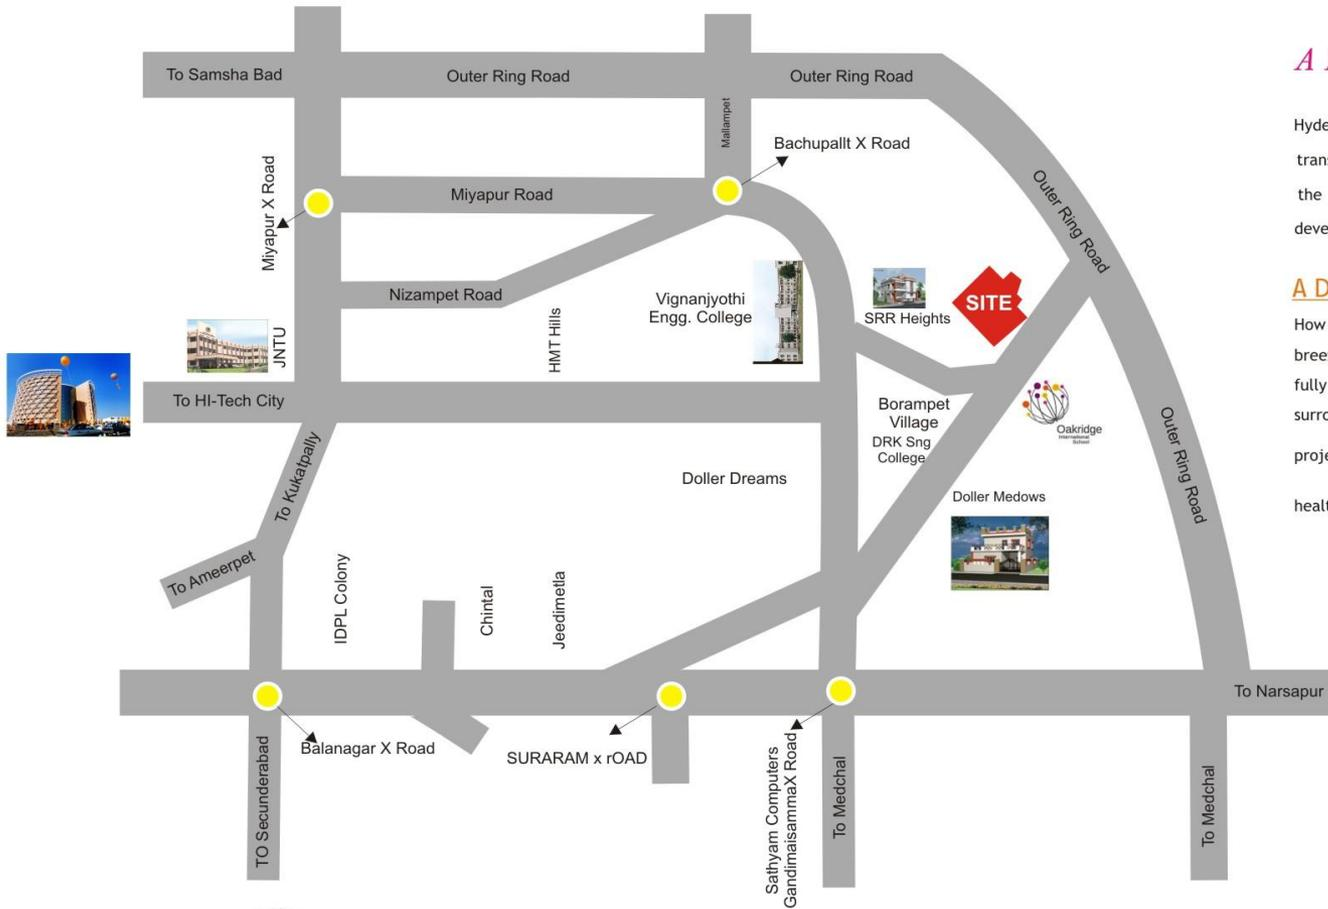 To Samsha Bad
Outer Ring Road
Outer Ring Road
Mallampet
Bachupallt X Road
Miyapur X Road
Miyapur Road
Outer Ring Road
Nizampet Road
HMT Hills
Vignanjyothi
Engg. College
SRR Heights
SITE
JNTU
To HI-Tech City
Borampet
Village
DRK Sng
College
Oakridge
International
School
To Kukatpally
Doller Dreams
Doller Medows
Outer Ring Road
To Ameerpet
IDPL Colony
Chintal
Jeedimetla
To Narsapur
Balanagar X Road
SURARAM x rOAD
Sathyam Computers
GandimaisammaX Road
TO Secunderabad
To Medchal
To Medchal
A
Hyde
tran
the
deve
A D
How
bree
fully
surro
proje
healt